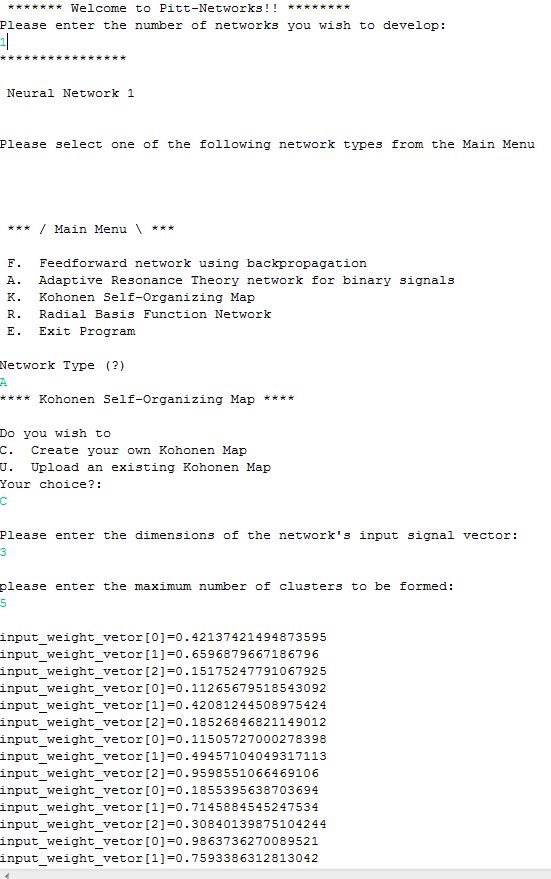 ******* Welcome to Pitt-Networks!! ********
Please enter the number of networks you wish to develop:
1
****************
Neural Network 1
Please select one of the following network types from the Main Menu
*** / Main Menu \ ***
F.  Feedforward network using backpropagation
A.  Adaptive Resonance Theory network for binary signals
K.  Kohonen Self-Organizing Map
R.  Radial Basis Function Network
E.  Exit Program
Network Type (?)
A
**** Kohonen Self-Organizing Map ****
Do you wish to
C.  Create your own Kohonen Map
U.  Upload an existing Kohonen Map
Your choice?:
C
Please enter the dimensions of the network's input signal vector:
3
please enter the maximum number of clusters to be formed:
5
input_weight_vetor[0]=0.42137421494873595
input_weight_vetor[1]=0.6596879667186796
input_weight_vetor[2]=0.15175247791067925
input_weight_vetor[0]=0.11265679518543092
input_weight_vetor[1]=0.42081244508975424
input_weight_vetor[2]=0.18526846821149012
input_weight_vetor[0]=0.11505727000278398
input_weight_vetor[1]=0.49457104049317113
input_weight_vetor[2]=0.9598551066469106
input_weight_vetor[0]=0.1855395638703694
input_weight_vetor[1]=0.7145884545247534
input_weight_vetor[2]=0.30840139875104244
input_weight_vetor[0]=0.9863736270089521
input_weight_vetor[1]=0.7593386312813042